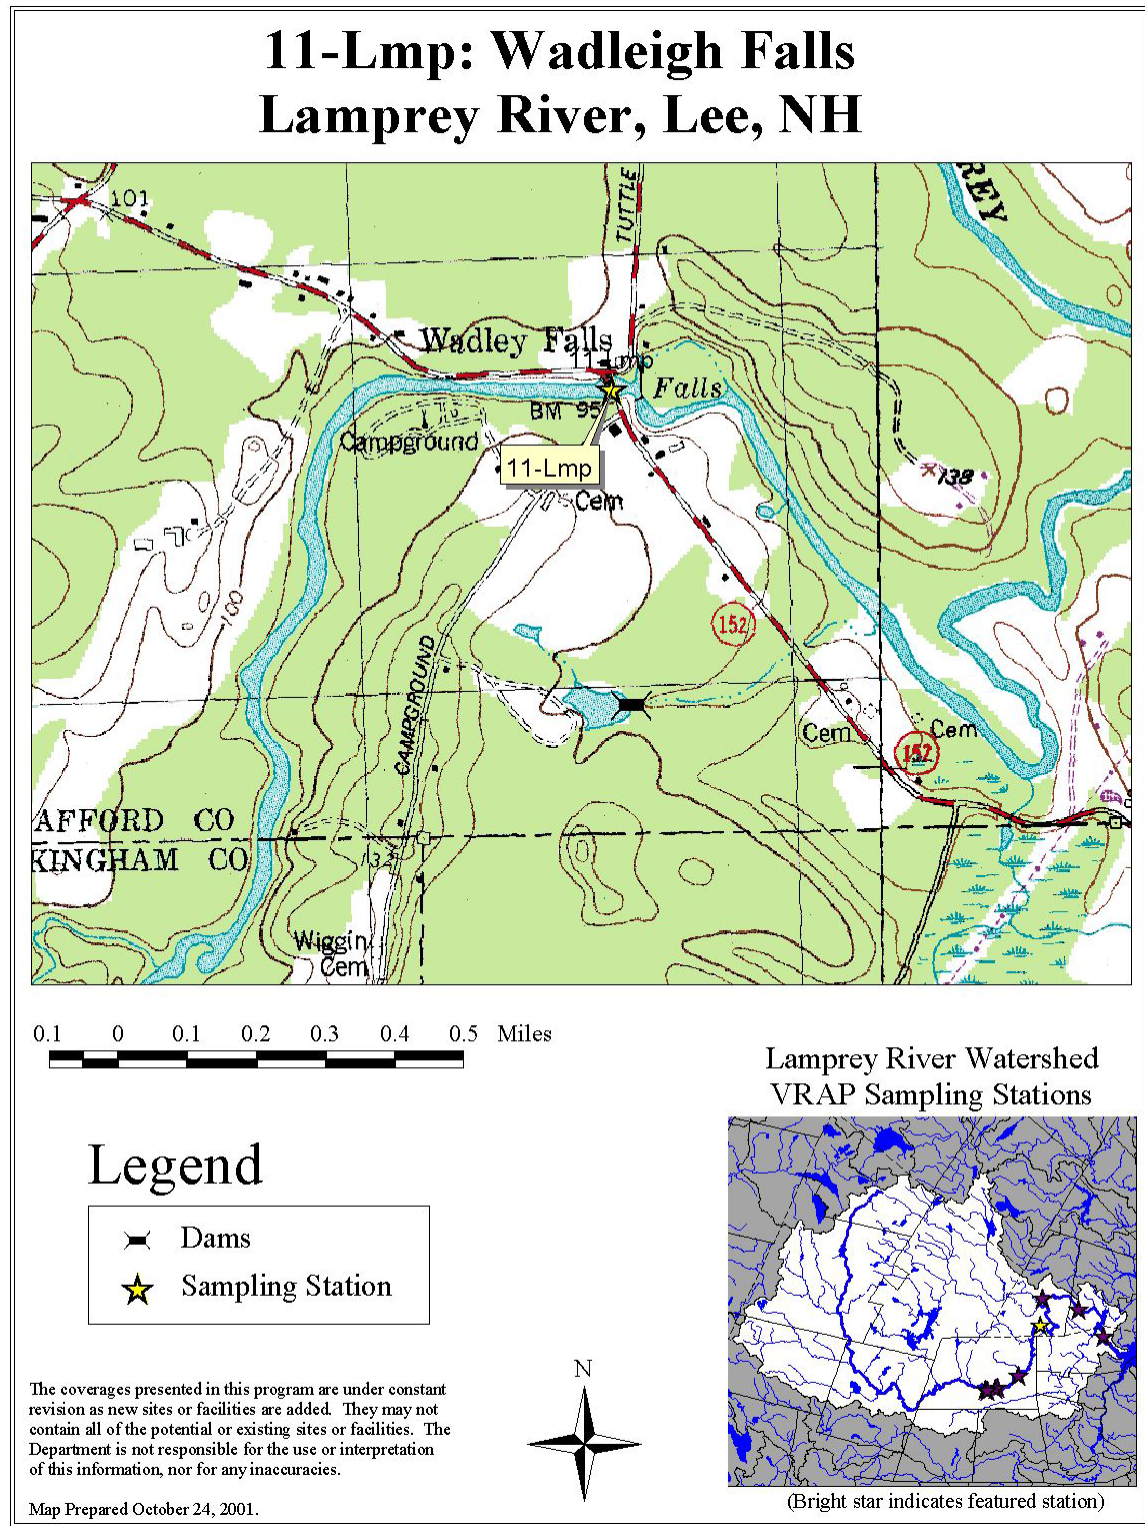 11-Lmp: Wadleigh Falls
Lamprey River, Lee, NH
REY
101
TUTTLE
Wadley Falls
11-Lmp
Falls
BM 95
Campground
138
11-Lmp
Cem
100
152
CAMPGROUND
Cem
Cem
152
AFFORD CO
KINGHAM CO
132
Wiggin
Cem
0.1 0 0.1 0.2 0.3 0.4 0.5 Miles
Lamprey River Watershed
VRAP Sampling Stations
Legend
Dams
Sampling Station
N
The coverages presented in this program are under constant
revision as new sites or facilities are added. They may not
contain all of the potential or existing sites or facilities. The
Department is not responsible for the use or interpretation
of this information, nor for any inaccuracies.
Map Prepared October 24, 2001.
(Bright star indicates featured station)